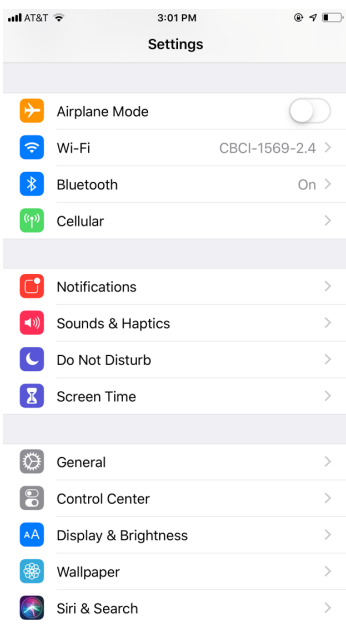 AT&T 3:01 PM
Settings
Airplane Mode
Wi-Fi CBCI-1569-2.4
Bluetooth On
Cellular
Notifications
Sounds & Haptics
Do Not Disturb
Screen Time
General
Control Center
AA Display & Brightness
Wallpaper
Siri & Search